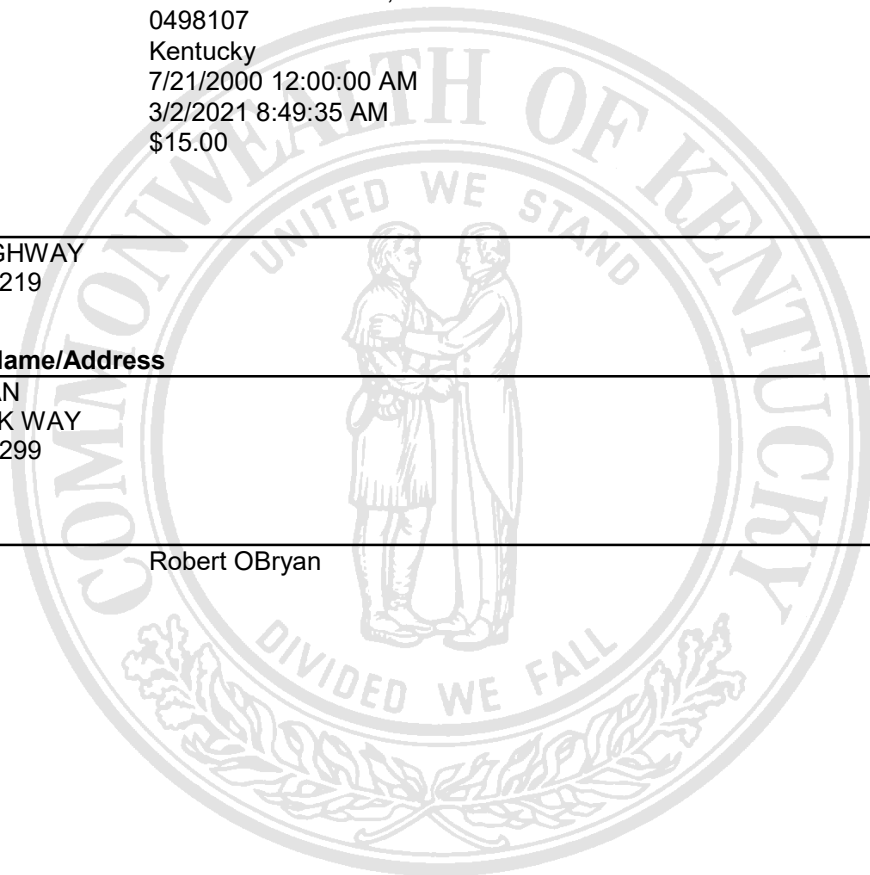 0498107
Kentucky
7/21/2000 12:00:00 AM
3/2/2021 8:49:35 AM
$15.00
GHWAY
219
Name/Address
AN
K WAY
299
Robert OBryan
COMMONWEALTH OF KENTUCKY
UNITED WE STAND
DIVIDED WE FALL